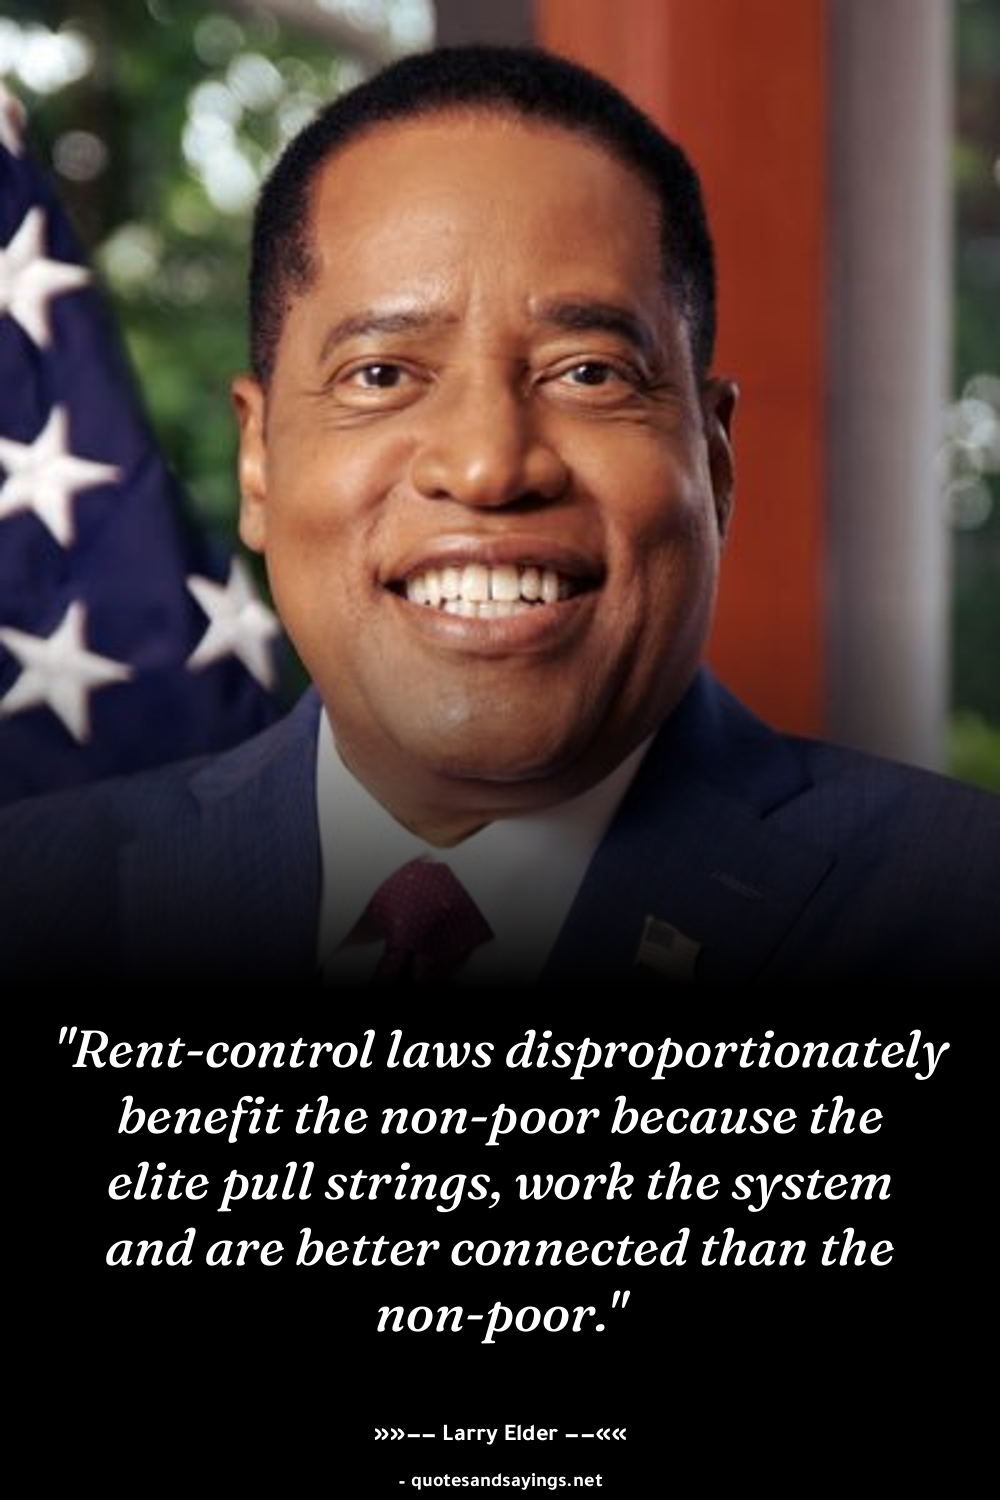 "Rent-control laws disproportionately
benefit the non-poor because the
elite pull strings, work the system
and are better connected than the
non-poor."
»»-- Larry Elder --««
- quotesandsayings.net